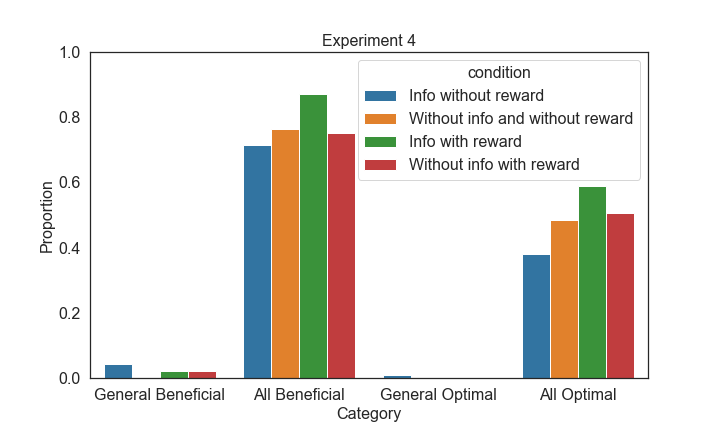 Experiment 4
condition
Info without reward
Without info and without reward
Info with reward
Without info with reward
Proportion
1.0
0.8
0.6
0.4
0.2
0.0
General Beneficial
All Beneficial
General Optimal
All Optimal
Category